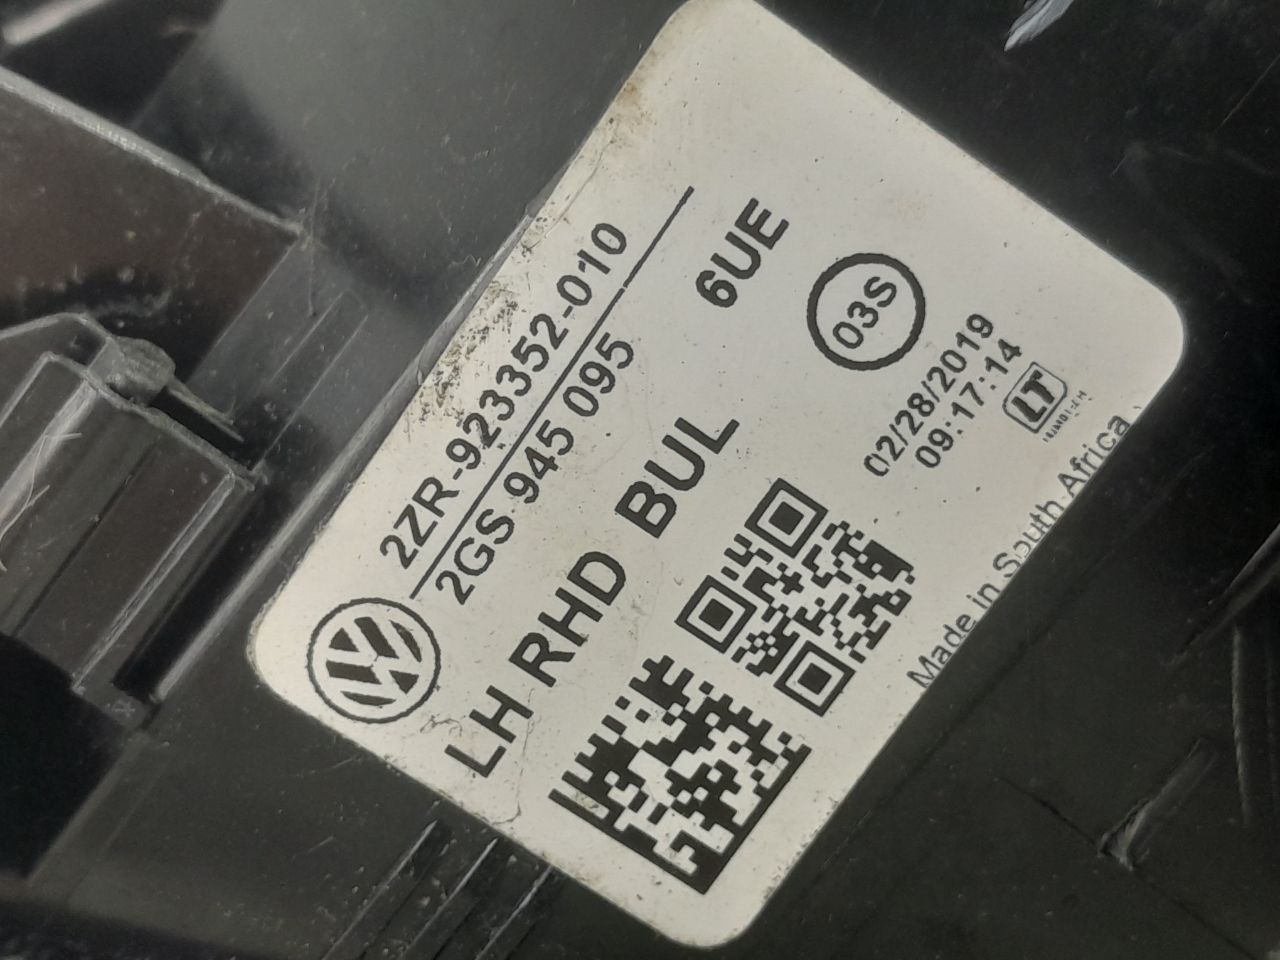 2ZR-923352-010
2GS 945 095
6UE
LH RHD BUL
03S
02/28/2019
09:17:14
LT
Made in South Africa